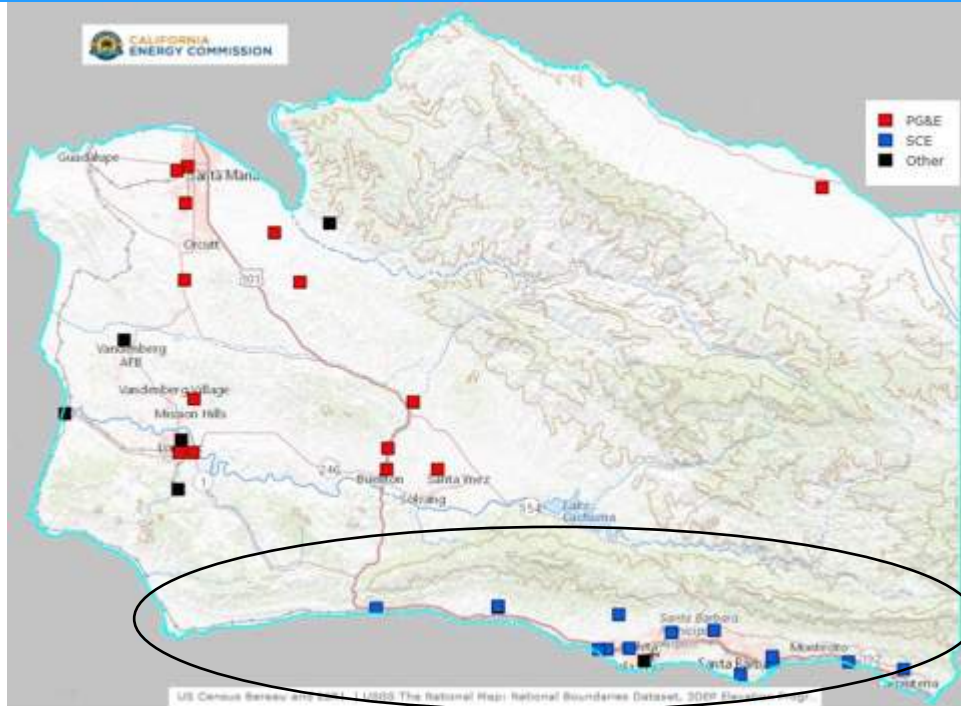 CALIFORNIA
ENERGY COMMISSION
PG&E
SCE
Other
Guadalupe
Santa Maria
Orcutt
101
Vandenberg
AFB
Vandenberg Village
Mission Hills
246
1
Santa Ynez
Solvang
154
Lake
Cachuma
Santa Barbara
Montecito
US Census Bureau and
USGS The National Map: National Boundaries Dataset, 3DEP Elevation